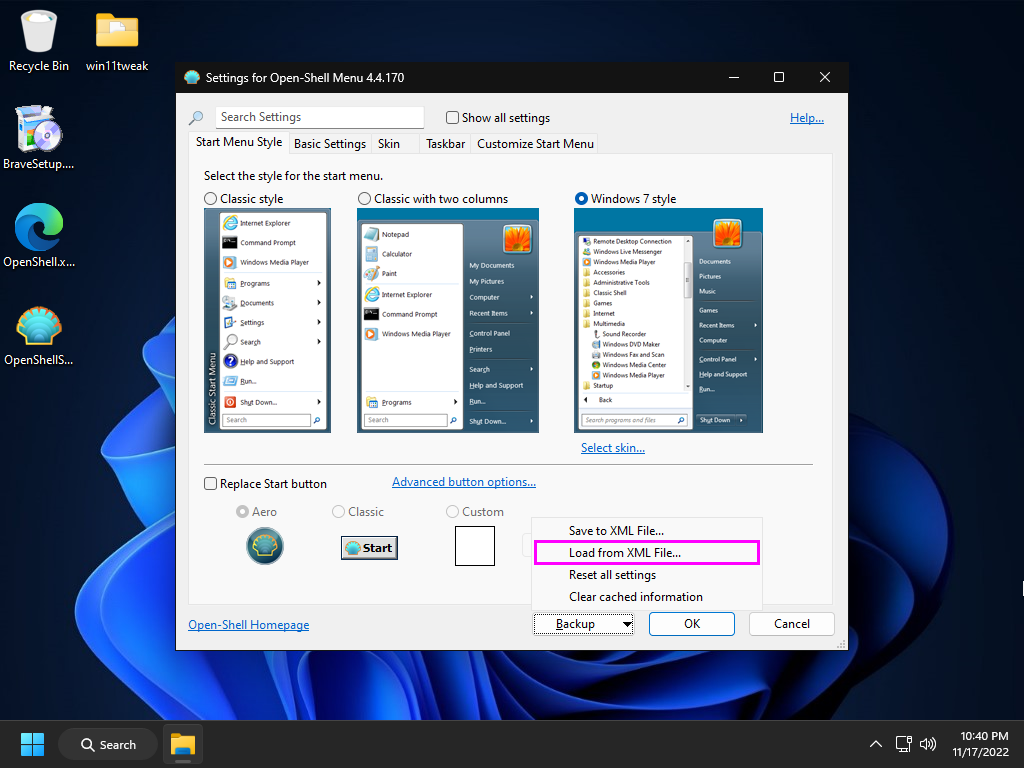 Recycle Bin
win11tweak
BraveSetup....
OpenShell.x...
OpenShellS...
Settings for Open-Shell Menu 4.4.170
Search Settings
Show all settings
Help...
Start Menu Style
Basic Settings
Skin
Taskbar
Customize Start Menu
Select the style for the start menu.
Classic style
Classic with two columns
Windows 7 style
Classic Start Menu
Internet Explorer
Command Prompt
Windows Media Player
Programs
Documents
Settings
Search
Help and Support
Run...
Shut Down...
Search
Notepad
Calculator
Paint
Internet Explorer
Command Prompt
Windows Media Player
Programs
Search
My Documents
My Pictures
Computer
Recent Items
Control Panel
Printers
Search
Help and Support
Run...
Shut Down...
Remote Desktop Connection
Windows Live Messenger
Windows Media Player
Accessories
Administrative Tools
Classic Shell
Games
Internet
Multimedia
Sound Recorder
Windows DVD Maker
Windows Fax and Scan
Windows Media Center
Windows Media Player
Startup
Back
Search programs and files
Documents
Pictures
Music
Games
Recent Items
Computer
Control Panel
Help and Support
Run...
Shut Down
Select skin...
Replace Start button
Advanced button options...
Aero
Classic
Custom
Start
Save to XML File...
Load from XML File...
Reset all settings
Clear cached information
Open-Shell Homepage
Backup
OK
Cancel
Search
10:40 PM
11/17/2022